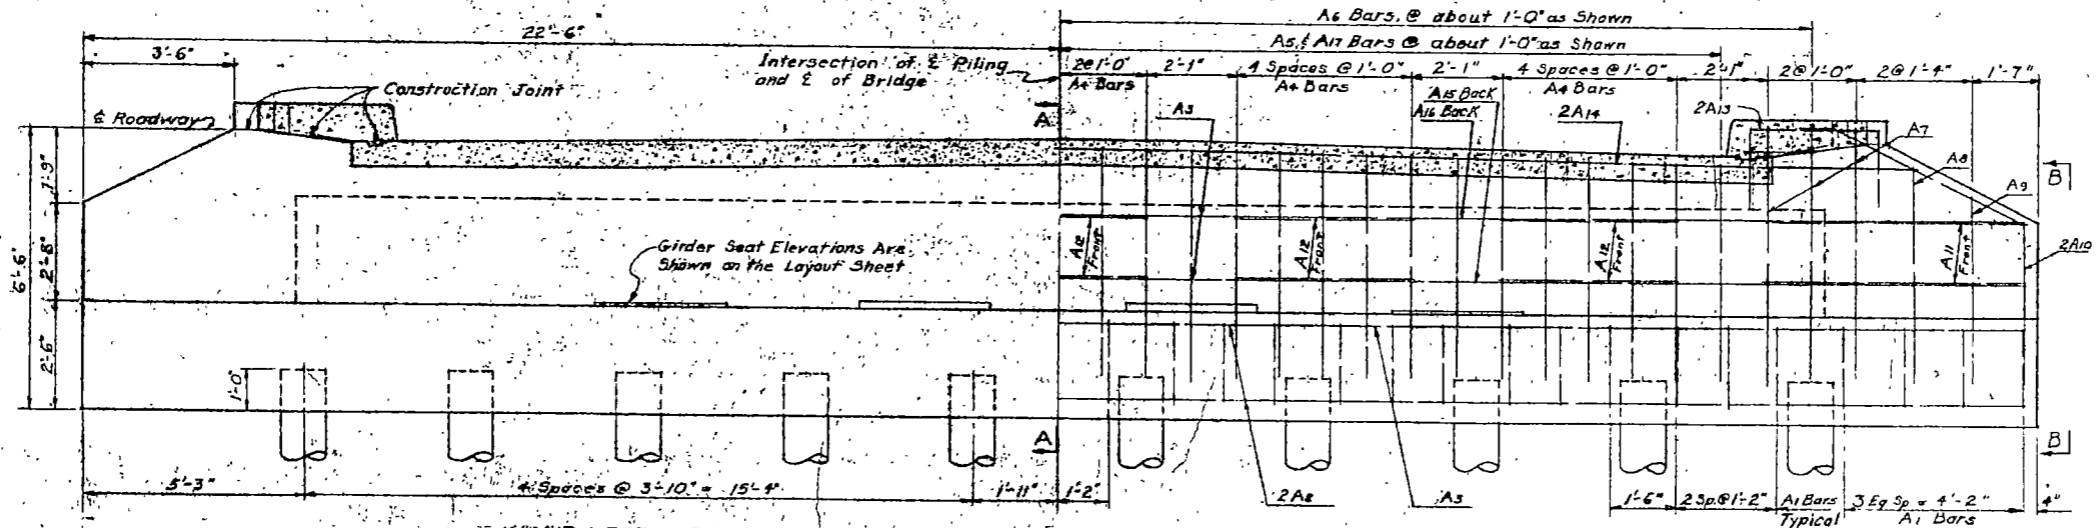 A6 Bars, @ about 1'-0" as Shown
22'-6"
A5, & A17 Bars @ about 1'-0" as Shown
3'-6"
Intersection of ℄ Piling
and ℄ of Bridge
2@1'-0"
A4 Bars
2'-1"
4 Spaces @ 1'-0"
A4 Bars
2'-1"
4 Spaces @ 1'-0"
A4 Bars
2'-1"
2@1'-0"
2@1'-4"
1'-7"
Construction Joint
℄ Roadway
A
A3
A15 Back
A16 Back
2A14
2A13
A7
A8
A9
B
6'-6"
1'-9"
2'-8"
2'-6"
Girder Seat Elevations Are
Shown on the Layout Sheet
A12
Front
A12
Front
A12
Front
A11
Front
2A10
1'-0"
A
B
5'-3"
4 Spaces @ 3'-10" = 15'-4"
1'-11"
1'-2"
2A2
A3
1'-6"
2 Sp.@1'-2"
A1 Bars
Typical
3 Eq Sp = 4'-2"
A1 Bars
4"